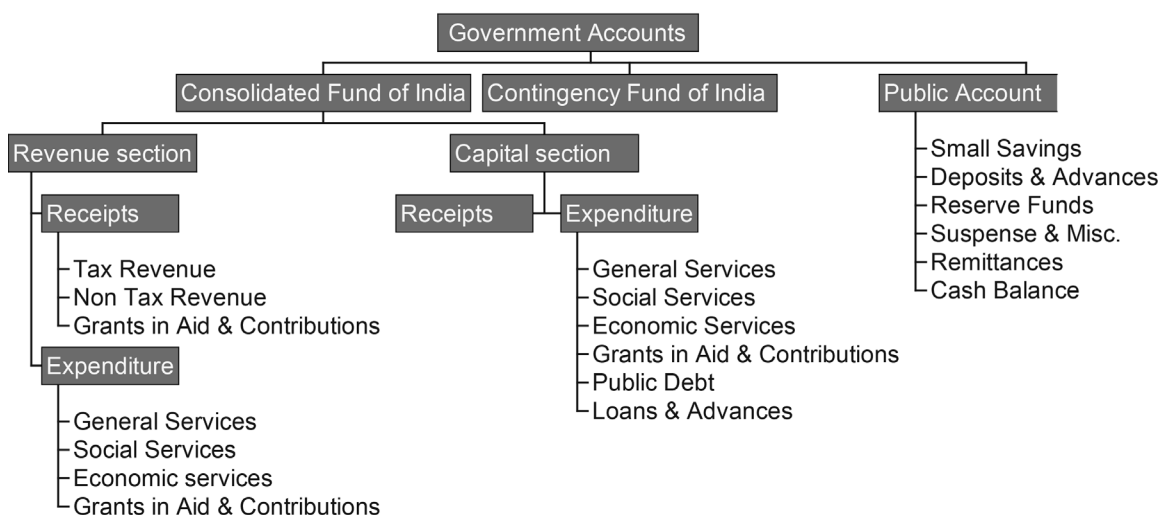 Government Accounts
Consolidated Fund of India
Contingency Fund of India
Public Account
Revenue section
Capital section
Receipts
Tax Revenue
Non Tax Revenue
Grants in Aid & Contributions
Expenditure
General Services
Social Services
Economic services
Grants in Aid & Contributions
Receipts
Expenditure
General Services
Social Services
Economic Services
Grants in Aid & Contributions
Public Debt
Loans & Advances
Small Savings
Deposits & Advances
Reserve Funds
Suspense & Misc.
Remittances
Cash Balance